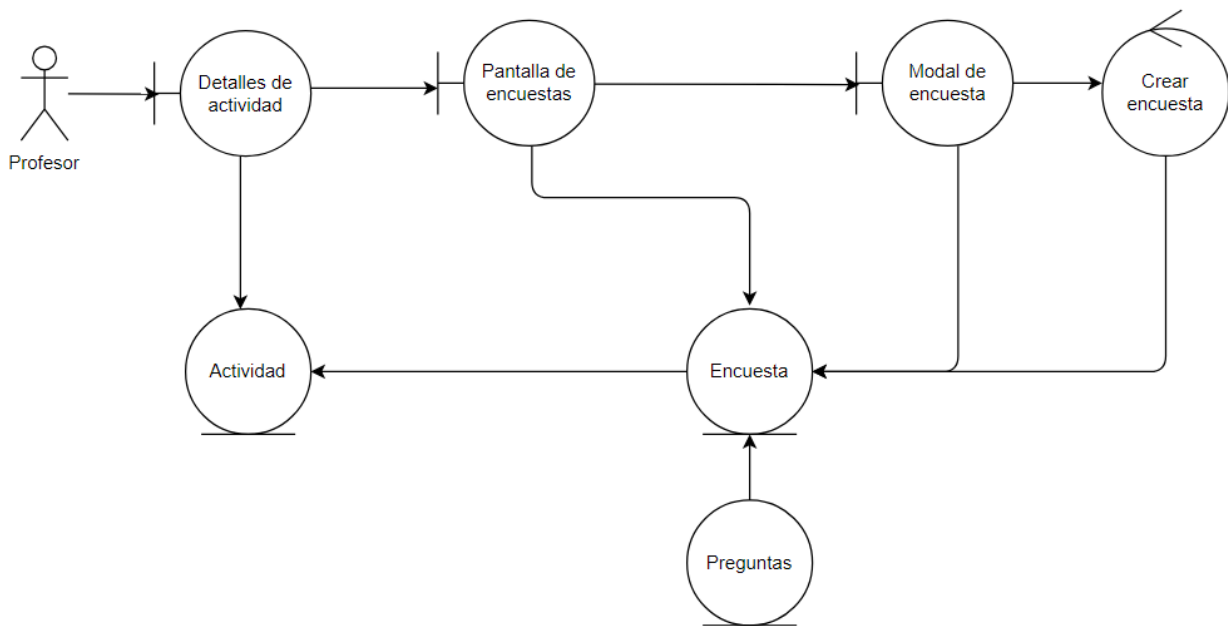 Profesor
Detalles de
actividad
Pantalla de
encuestas
Modal de
encuesta
Crear
encuesta
Actividad
Encuesta
Preguntas